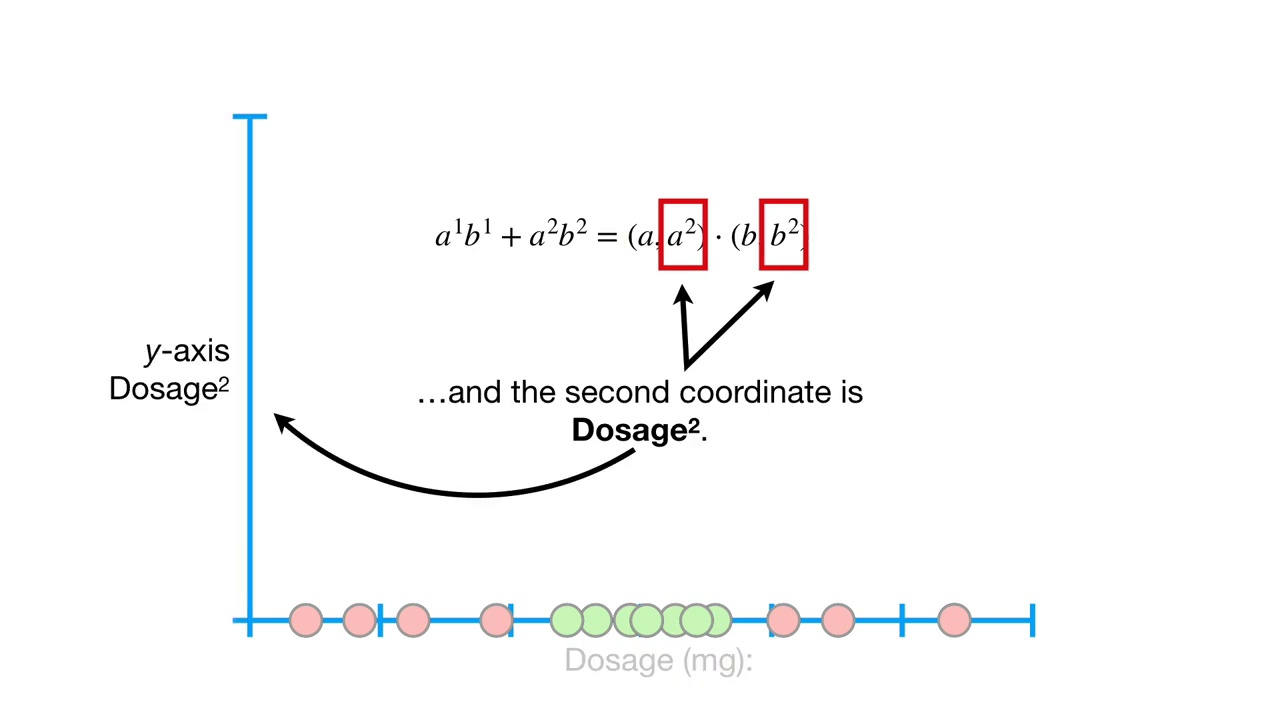 a¹b¹ + a²b² = (a, a²) · (b, b²)
y-axis
Dosage²
…and the second coordinate is
Dosage².
Dosage (mg):